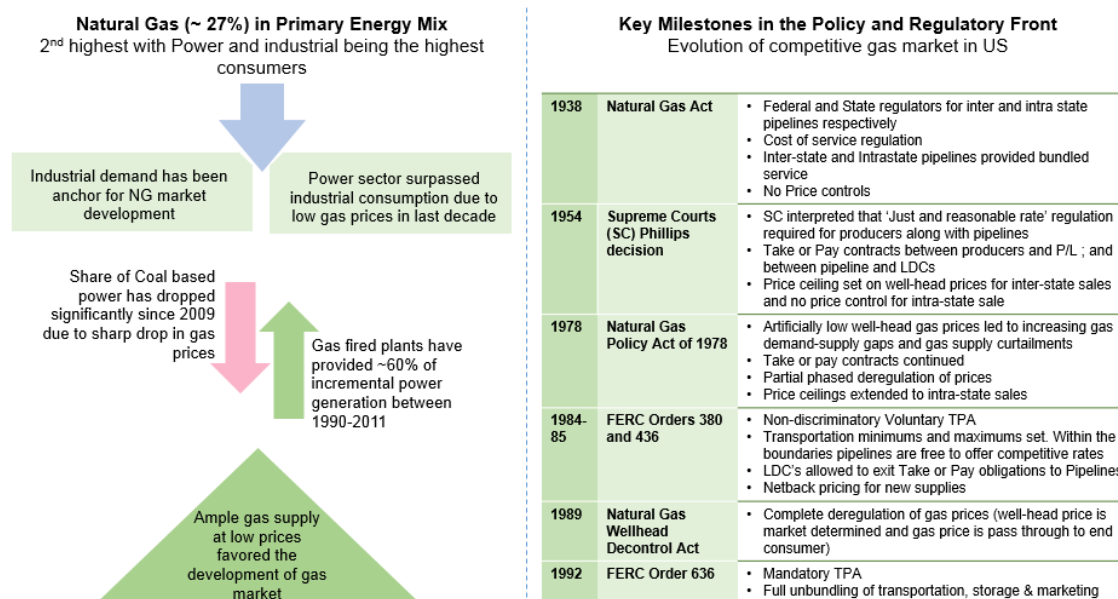 Natural Gas (~ 27%) in Primary Energy Mix
2nd highest with Power and industrial being the highest
consumers
Industrial demand has been
anchor for NG market
development
Power sector surpassed
industrial consumption due to
low gas prices in last decade
Share of Coal based
power has dropped
significantly since 2009
due to sharp drop in gas
prices
Gas fired plants have
provided ~60% of
incremental power
generation between
1990-2011
Ample gas supply
at low prices
favored the
development of gas
market
Key Milestones in the Policy and Regulatory Front
Evolution of competitive gas market in US
1938
Natural Gas Act
• Federal and State regulators for inter and intra state
pipelines respectively
• Cost of service regulation
• Inter-state and Intrastate pipelines provided bundled
service
• No Price controls
1954
Supreme Courts
(SC) Phillips
decision
• SC interpreted that 'Just and reasonable rate' regulation
required for producers along with pipelines
• Take or Pay contracts between producers and P/L ; and
between pipeline and LDCs
• Price ceiling set on well-head prices for inter-state sales
and no price control for intra-state sale
1978
Natural Gas
Policy Act of 1978
• Artificially low well-head gas prices led to increasing gas
demand-supply gaps and gas supply curtailments
• Take or pay contracts continued
• Partial phased deregulation of prices
• Price ceilings extended to intra-state sales
1984-
85
FERC Orders 380
and 436
• Non-discriminatory Voluntary TPA
• Transportation minimums and maximums set. Within the
boundaries pipelines are free to offer competitive rates
• LDC's allowed to exit Take or Pay obligations to Pipelines
• Netback pricing for new supplies
1989
Natural Gas
Wellhead
Decontrol Act
• Complete deregulation of gas prices (well-head price is
market determined and gas price is pass through to end
consumer)
1992
FERC Order 636
• Mandatory TPA
• Full unbundling of transportation, storage & marketing